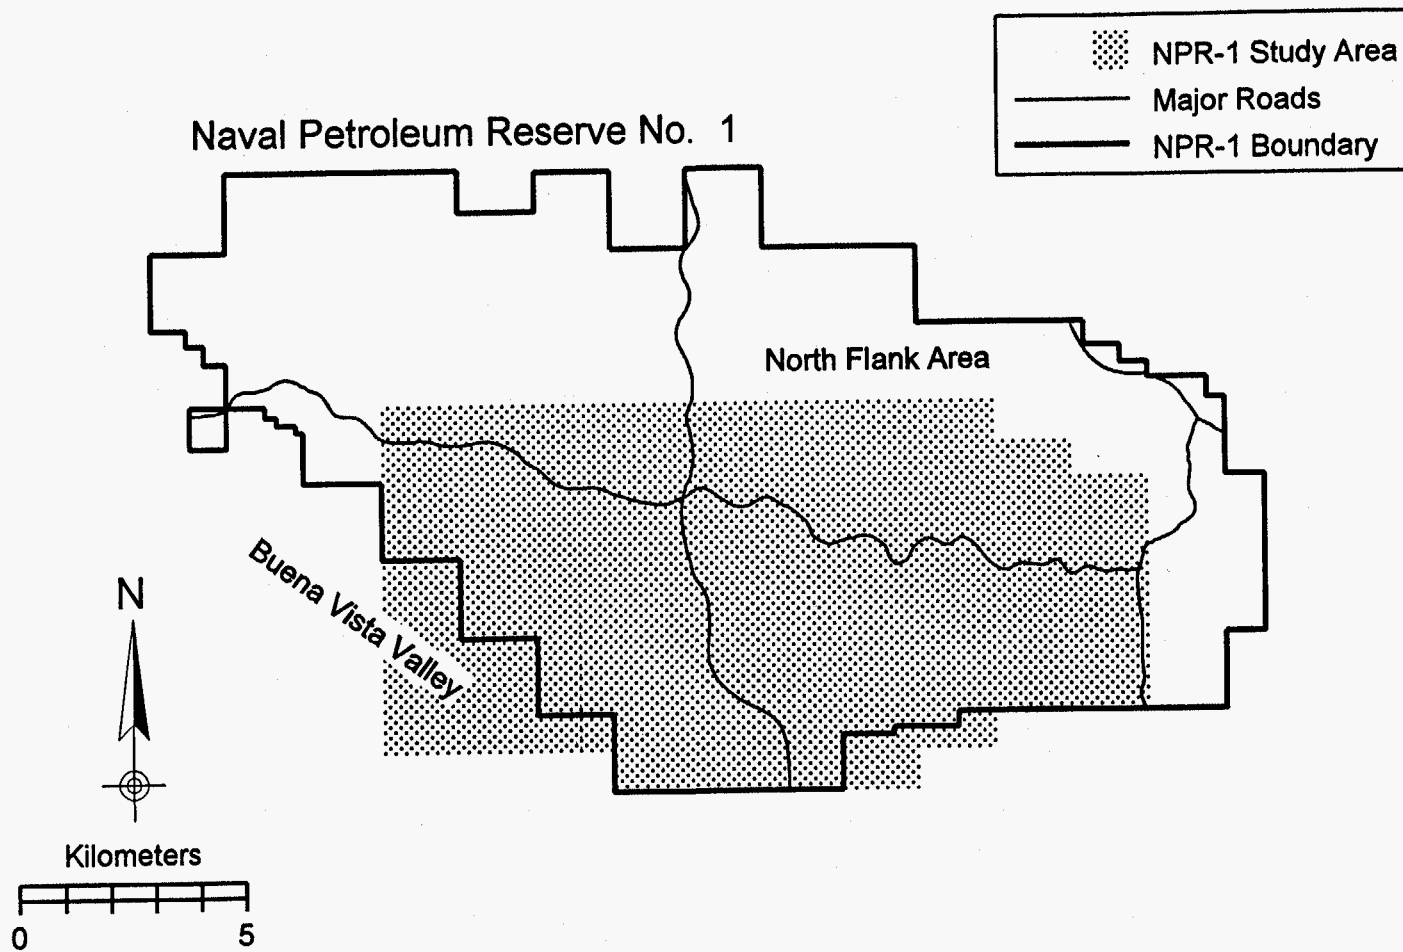 NPR-1 Study Area
Major Roads
NPR-1 Boundary
Naval Petroleum Reserve No. 1
North Flank Area
Buena Vista Valley
N
Kilometers
0 5